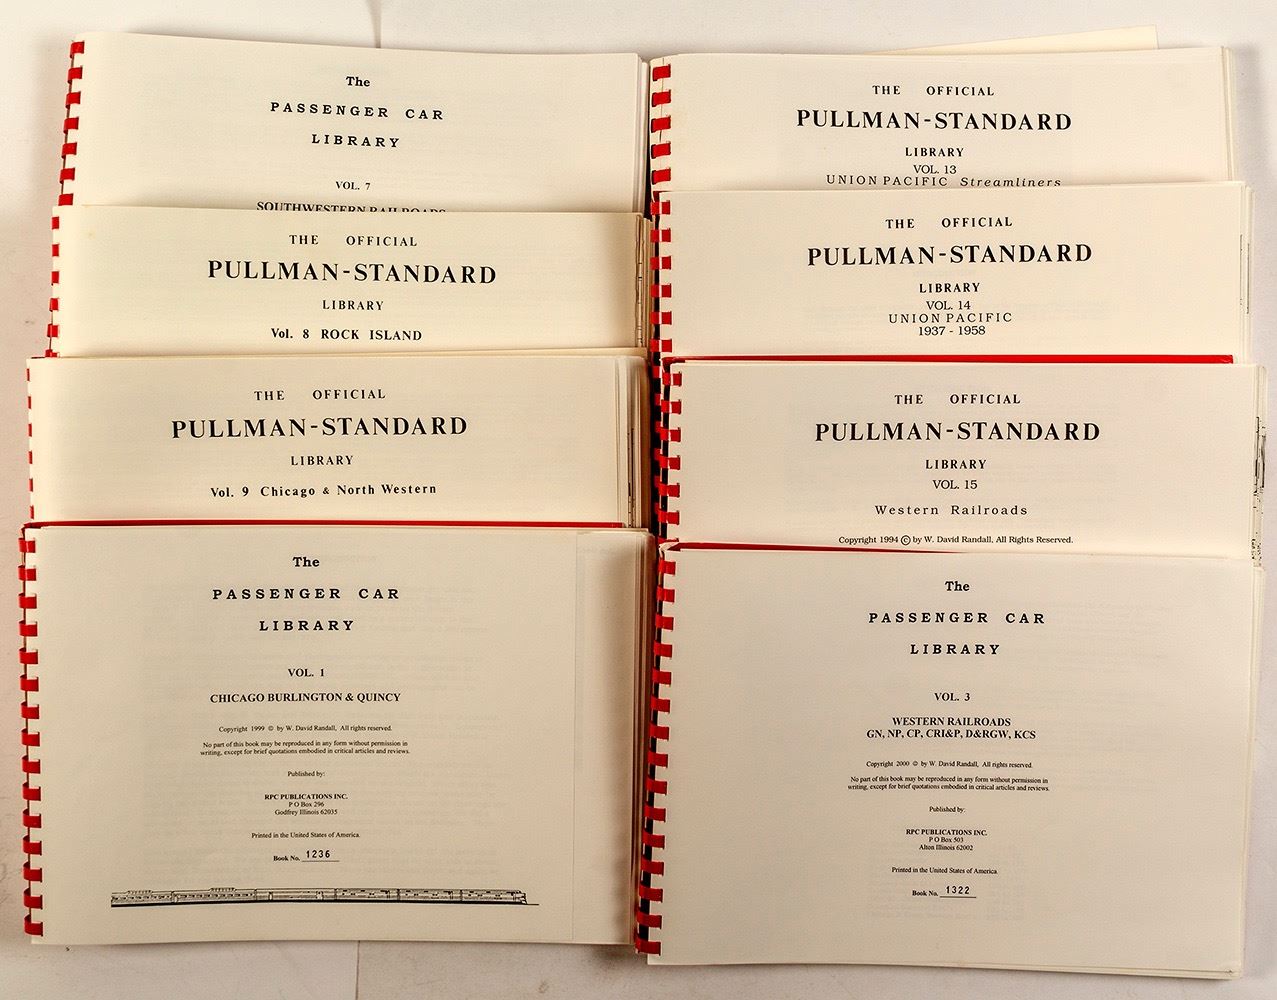 The
PASSENGER CAR
LIBRARY
VOL. 7
SOUTHWESTERN RAILROADS
THE OFFICIAL
PULLMAN-STANDARD
LIBRARY
Vol. 8 ROCK ISLAND
THE OFFICIAL
PULLMAN-STANDARD
LIBRARY
Vol. 9 Chicago & North Western
The
PASSENGER CAR
LIBRARY
VOL. 1
CHICAGO BURLINGTON & QUINCY
Copyright 1999 © by W. David Randall, All rights reserved.
No part of this book may be reproduced in any form without permission in
writing, except for brief quotations embodied in critical articles and reviews.
Published by:
RPC PUBLICATIONS INC.
P O Box 296
Godfrey Illinois 62035
Printed in the United States of America.
Book No. 1236
THE OFFICIAL
PULLMAN-STANDARD
LIBRARY
VOL. 13
UNION PACIFIC Streamliners
THE OFFICIAL
PULLMAN-STANDARD
LIBRARY
VOL. 14
UNION PACIFIC
1937 - 1958
THE OFFICIAL
PULLMAN-STANDARD
LIBRARY
VOL. 15
Western Railroads
Copyright 1994 © by W. David Randall, All Rights Reserved.
The
PASSENGER CAR
LIBRARY
VOL. 3
WESTERN RAILROADS
GN, NP, CP, CRI&P, D&RGW, KCS
Copyright 2000 © by W. David Randall, All rights reserved.
No part of this book may be reproduced in any form without permission in
writing, except for brief quotations embodied in critical articles and reviews.
Published by:
RPC PUBLICATIONS INC.
P O Box 503
Alton Illinois 62002
Printed in the United States of America.
Book No. 1322